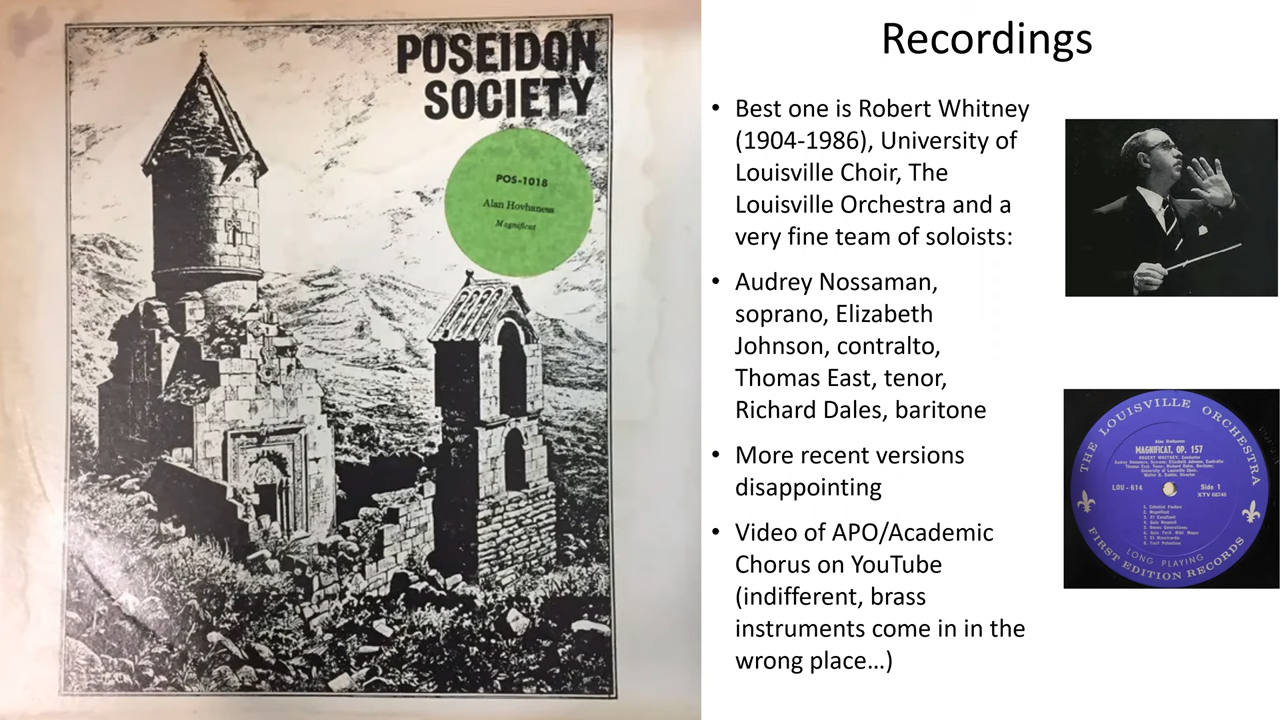 POSEIDON
SOCIETY
POS-1018
Alan Hovhaness
Magnificat
Recordings
• Best one is Robert Whitney
(1904-1986), University of
Louisville Choir, The
Louisville Orchestra and a
very fine team of soloists:
• Audrey Nossaman,
soprano, Elizabeth
Johnson, contralto,
Thomas East, tenor,
Richard Dales, baritone
• More recent versions
disappointing
• Video of APO/Academic
Chorus on YouTube
(indifferent, brass
instruments come in in the
wrong place…)
THE LOUISVILLE ORCHESTRA
Alan Hovhaness
MAGNIFICAT, OP. 157
ROBERT WHITNEY, Conductor
LOU-614
Side 1
XTV 68746
LONG PLAYING
FIRST EDITION RECORDS